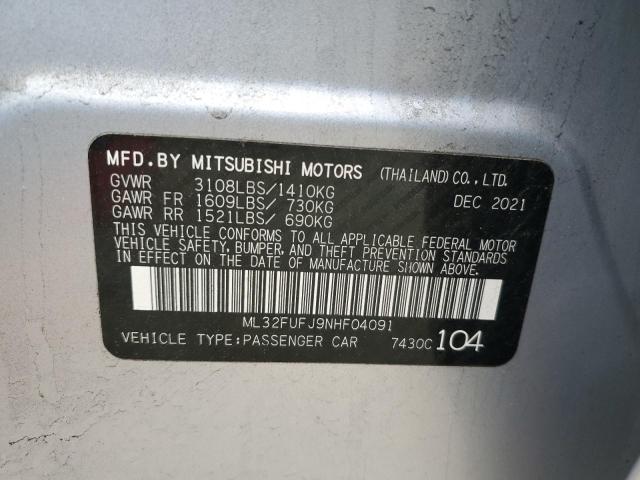 MFD.BY MITSUBISHI MOTORS (THAILAND)CO.,LTD.
GVWR 3108LBS/1410KG DEC 2021
GAWR FR 1609LBS/ 730KG
GAWR RR 1521LBS/ 690KG
THIS VEHICLE CONFORMS TO ALL APPLICABLE FEDERAL MOTOR
VEHICLE SAFETY, BUMPER, AND THEFT PREVENTION STANDARDS
IN EFFECT ON THE DATE OF MANUFACTURE SHOWN ABOVE.
ML32FUFJ9NHF04091
VEHICLE TYPE:PASSENGER CAR 7430C 104